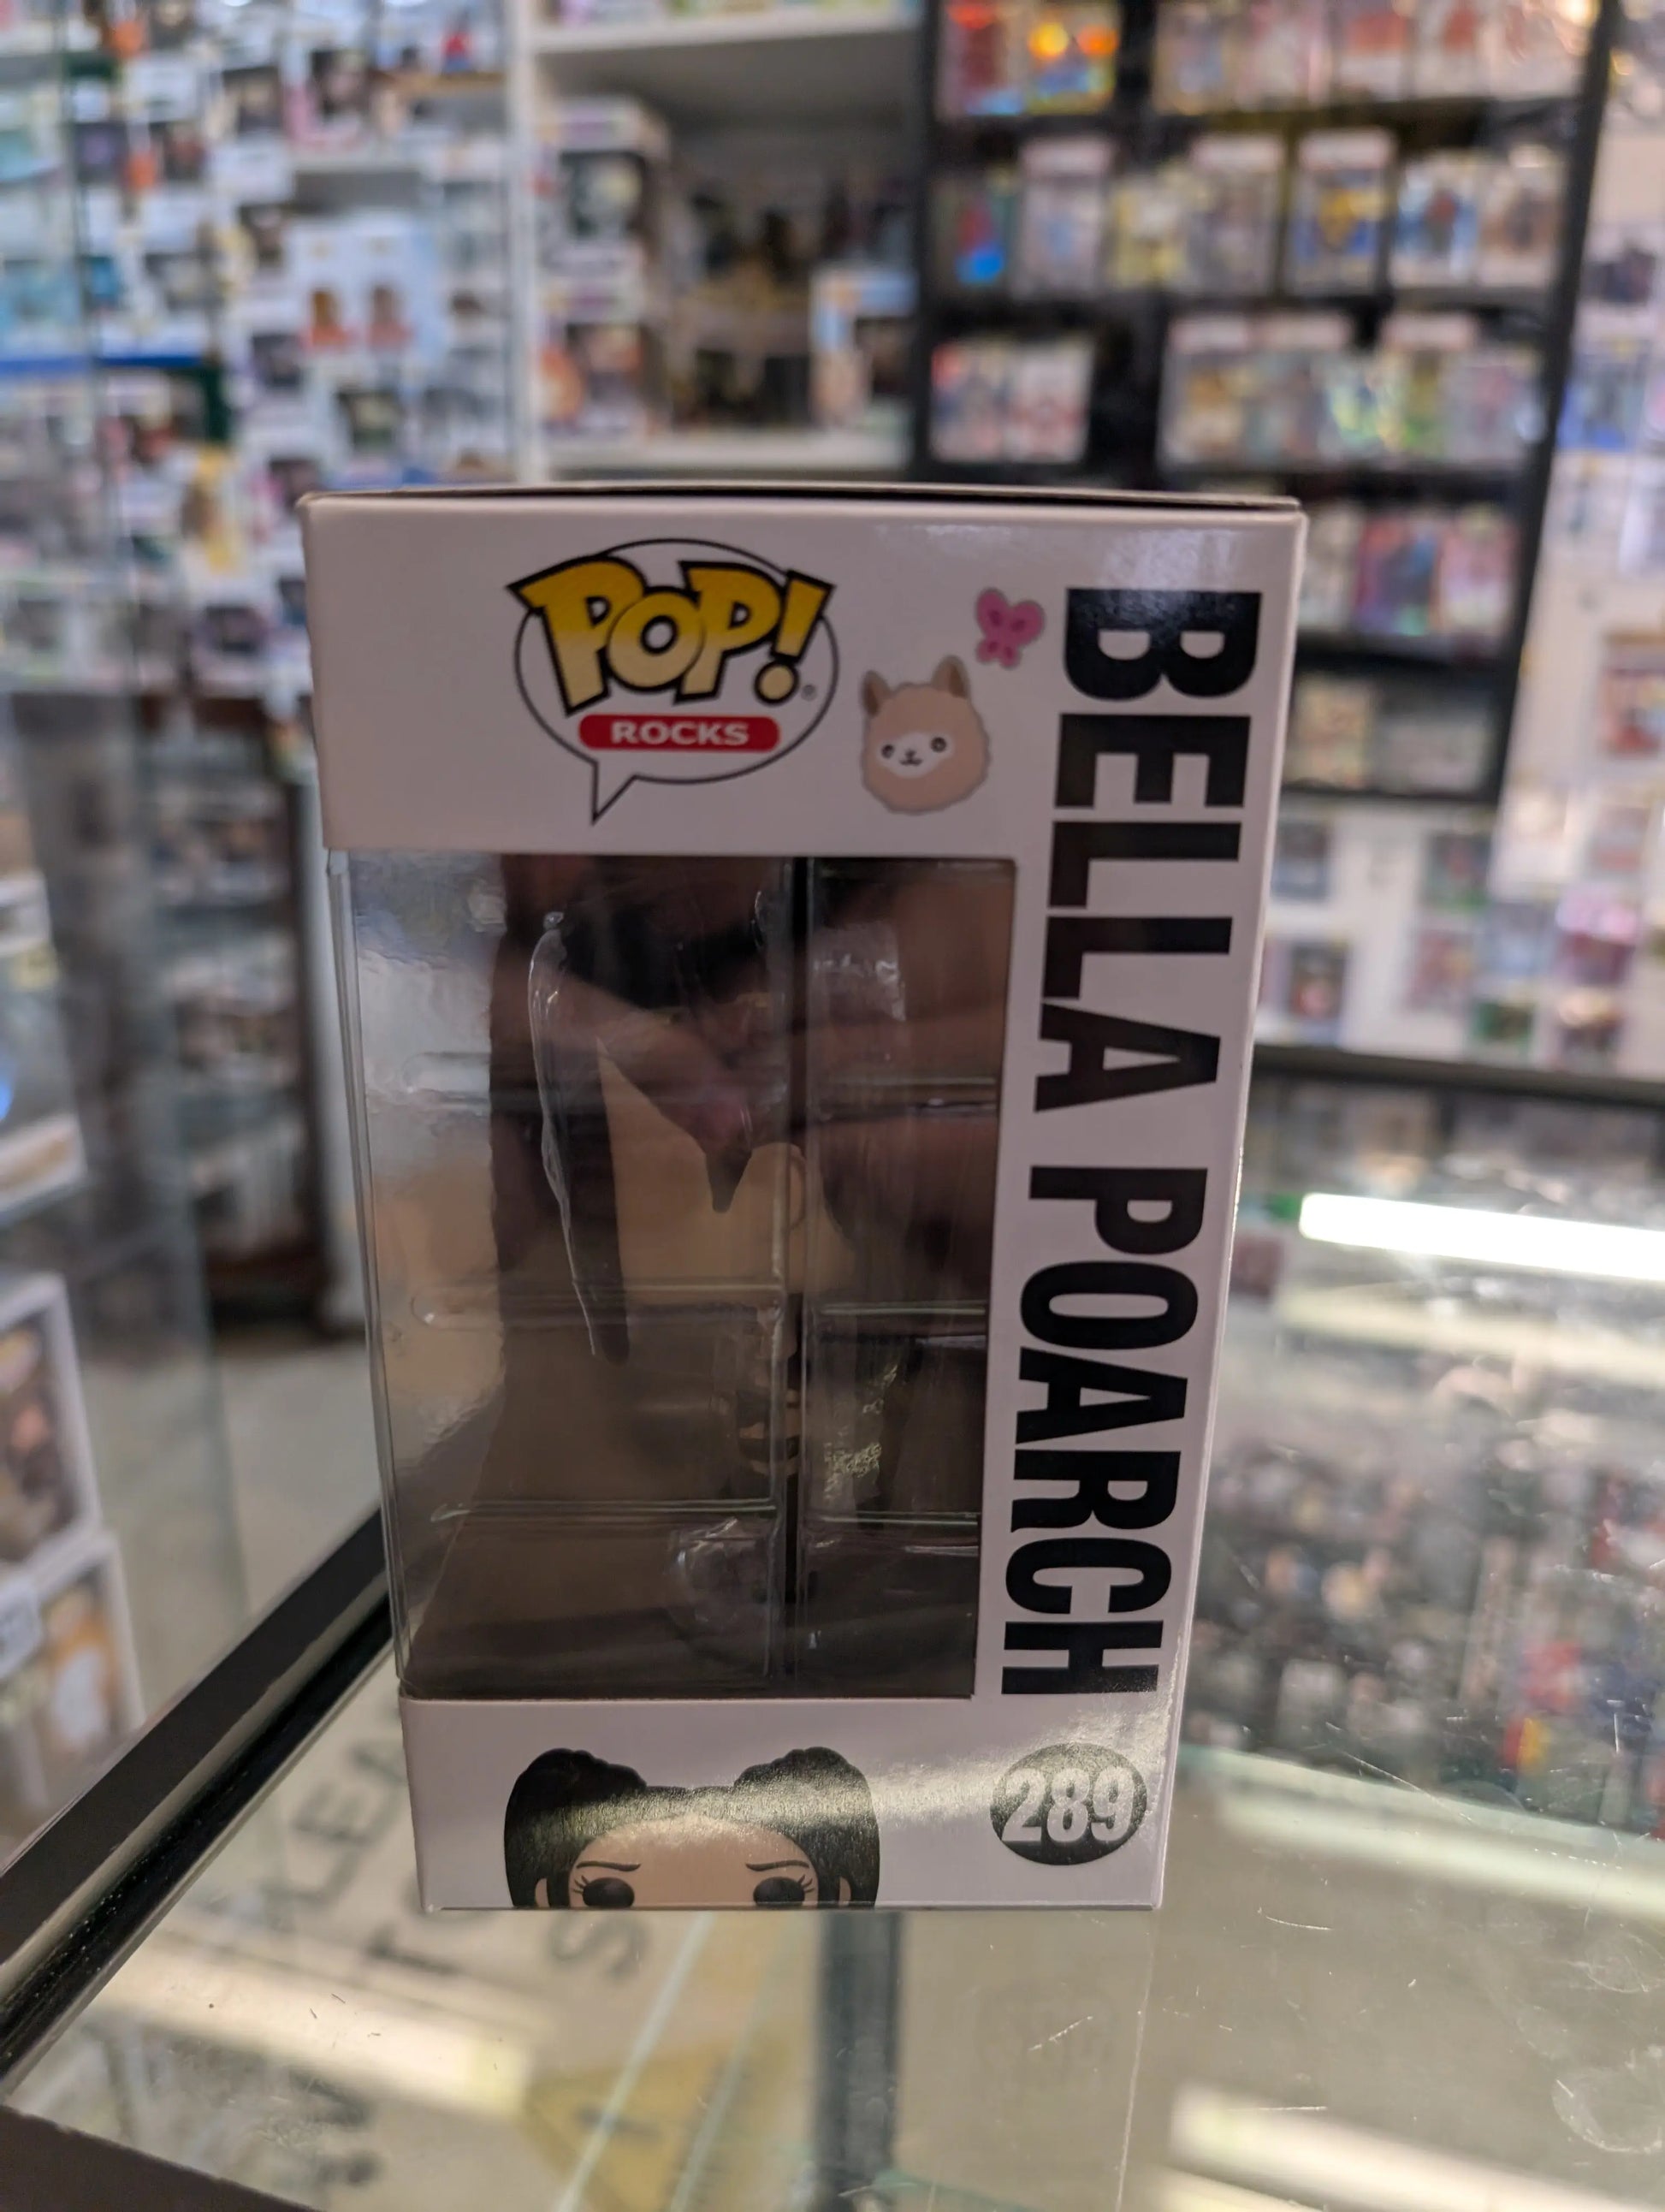 POP!
ROCKS
BELLA POARCH
289